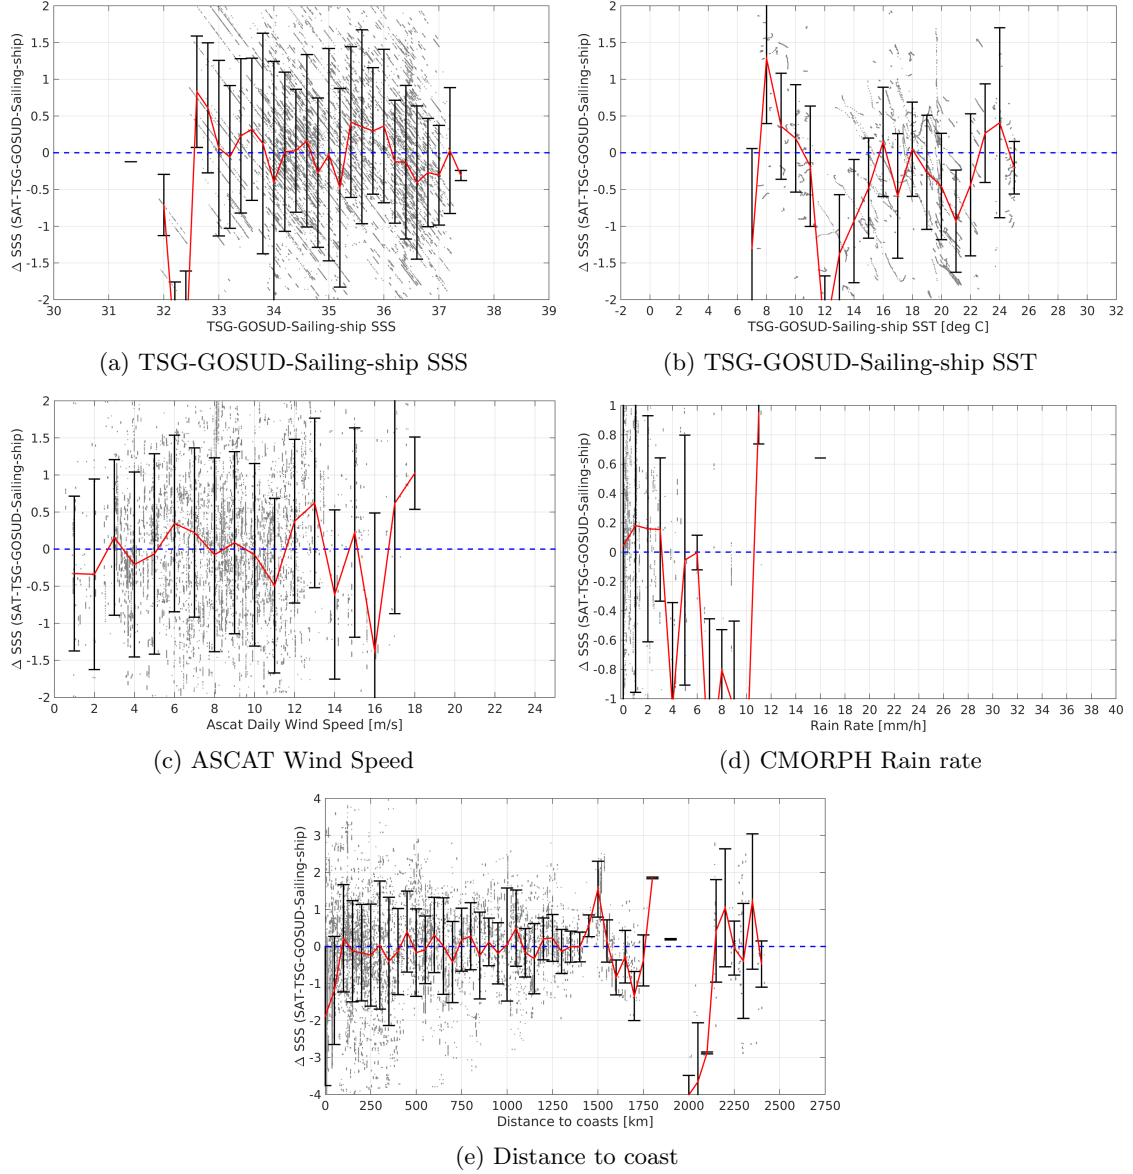 2
1.5
1
0.5
0
-0.5
-1
-1.5
-2
Δ SSS (SAT-TSG-GOSUD-Sailing-ship)
30 31 32 33 34 35 36 37 38 39
TSG-GOSUD-Sailing-ship SSS
(a) TSG-GOSUD-Sailing-ship SSS
2
1.5
1
0.5
0
-0.5
-1
-1.5
-2
Δ SSS (SAT-TSG-GOSUD-Sailing-ship)
-2 0 2 4 6 8 10 12 14 16 18 20 22 24 26 28 30 32
TSG-GOSUD-Sailing-ship SST [deg C]
(b) TSG-GOSUD-Sailing-ship SST
2
1.5
1
0.5
0
-0.5
-1
-1.5
-2
Δ SSS (SAT-TSG-GOSUD-Sailing-ship)
0 2 4 6 8 10 12 14 16 18 20 22 24
Ascat Daily Wind Speed [m/s]
(c) ASCAT Wind Speed
1
0.8
0.6
0.4
0.2
0
-0.2
-0.4
-0.6
-0.8
-1
Δ SSS (SAT-TSG-GOSUD-Sailing-ship)
0 2 4 6 8 10 12 14 16 18 20 22 24 26 28 30 32 34 36 38 40
Rain Rate [mm/h]
(d) CMORPH Rain rate
4
3
2
1
0
-1
-2
-3
-4
Δ SSS (SAT-TSG-GOSUD-Sailing-ship)
0 250 500 750 1000 1250 1500 1750 2000 2250 2500 2750
Distance to coasts [km]
(e) Distance to coast